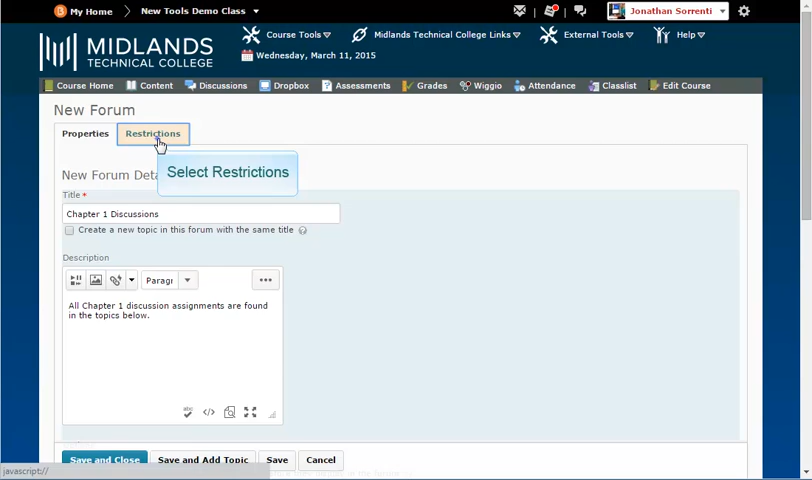 My Home New Tools Demo Class Jonathan Sorrenti
MIDLANDS
TECHNICAL COLLEGE
Course Tools Midlands Technical College Links External Tools Help
Wednesday, March 11, 2015
Course Home Content Discussions Dropbox Assessments Grades Wiggio Attendance Classlist Edit Course
New Forum
Properties Restrictions
Select Restrictions
New Forum Deta
Title *
Chapter 1 Discussions
Create a new topic in this forum with the same title
Description
Paragr
All Chapter 1 discussion assignments are found
in the topics below.
Save and Close Save and Add Topic Save Cancel
javascript://